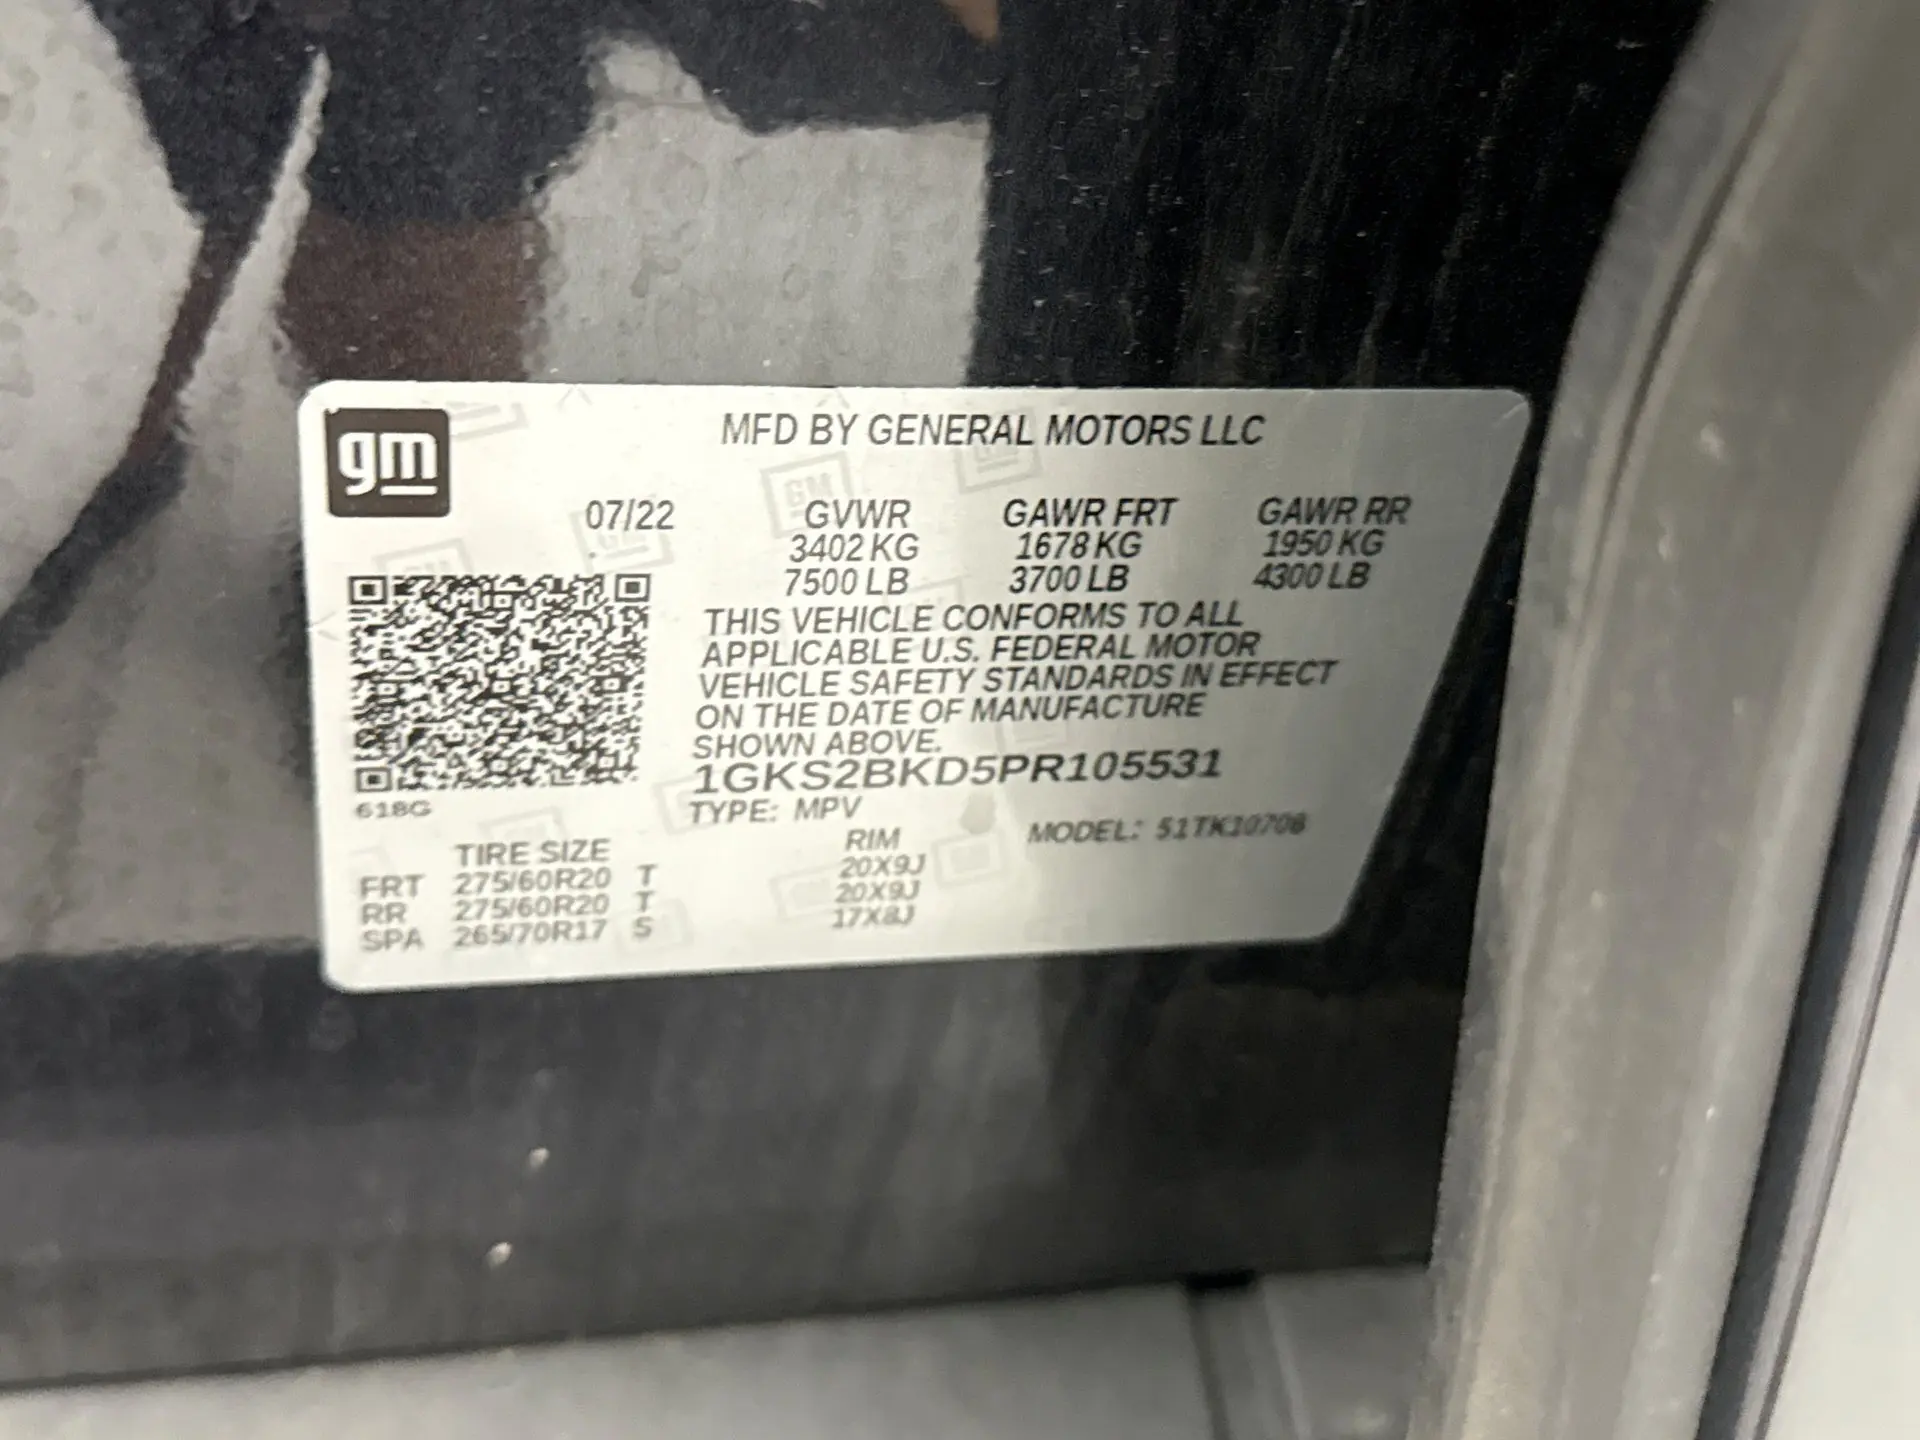 gm
MFD BY GENERAL MOTORS LLC
07/22 GVWR GAWR FRT GAWR RR
3402 KG 1678 KG 1950 KG
7500 LB 3700 LB 4300 LB
THIS VEHICLE CONFORMS TO ALL
APPLICABLE U.S. FEDERAL MOTOR
VEHICLE SAFETY STANDARDS IN EFFECT
ON THE DATE OF MANUFACTURE
SHOWN ABOVE.
1GKS2BKD5PR105531
618G
TYPE: MPV MODEL: 51TK10706
TIRE SIZE RIM
FRT 275/60R20 T 20X9J
RR 275/60R20 T 20X9J
SPA 265/70R17 S 17X8J